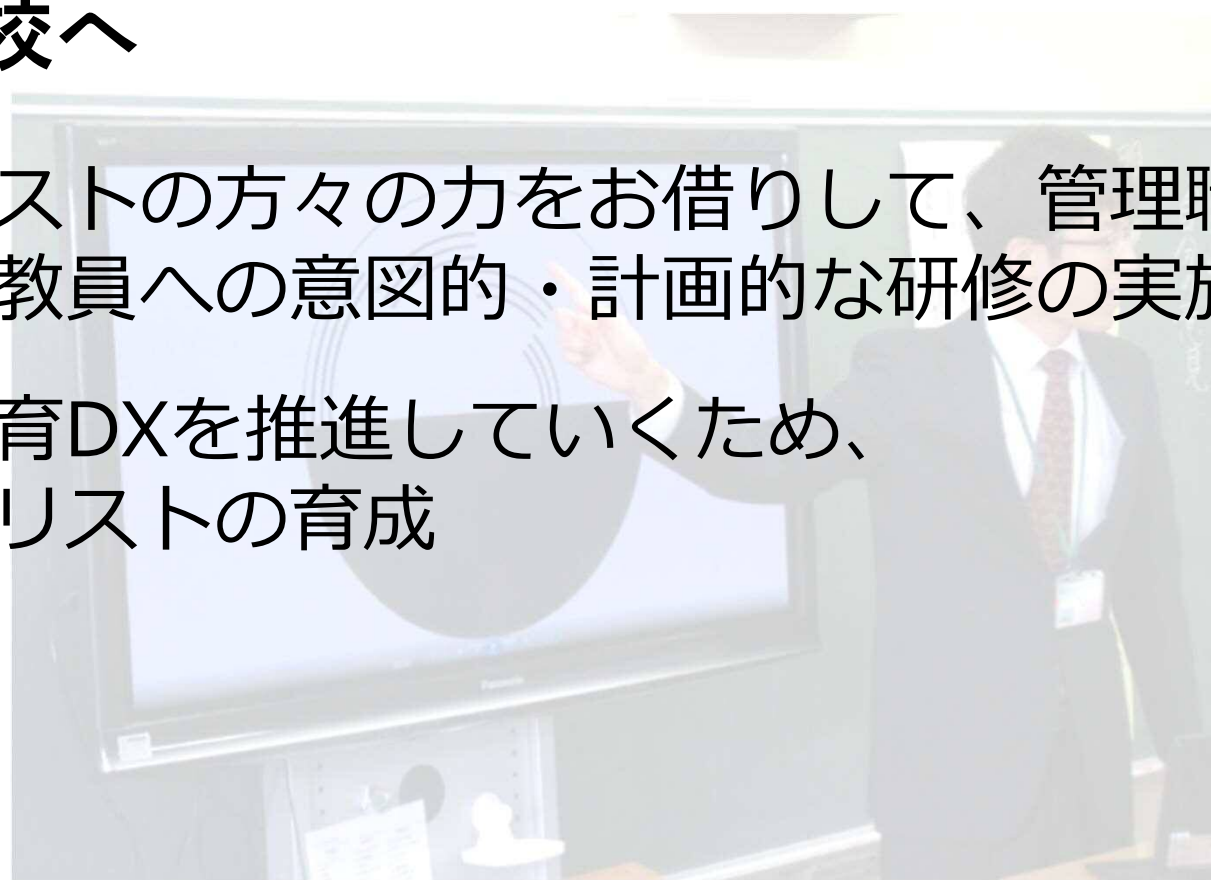 校へ
ストの方々の力をお借りして、管理職
教員への意図的・計画的な研修の実施
育DXを推進していくため、
リストの育成
Panasonic